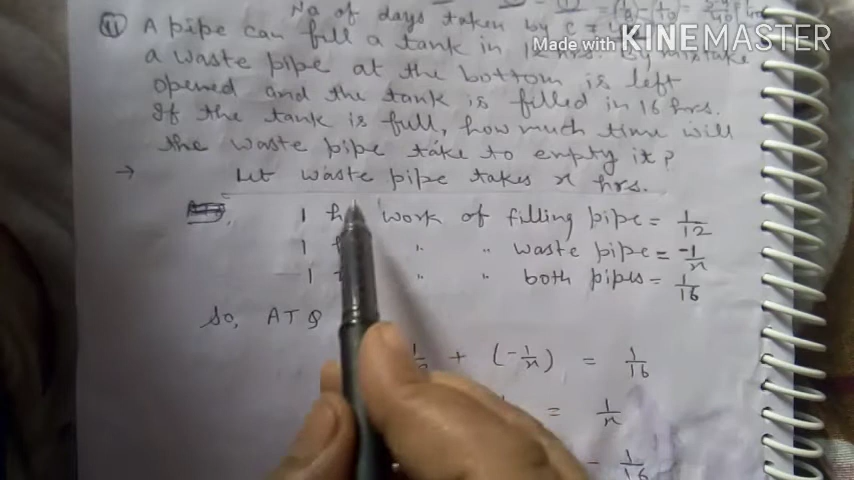 No of days taken by C =
11 A pipe can fill a tank in 12 hrs. By mistake
Made with KINEMASTER
a waste pipe at the bottom is left
opened and the tank is filled in 16 hrs.
If the tank is full, how much time will
the waste pipe take to empty it?
→ Let waste pipe takes x hrs.
1 h work of filling pipe = 1/12
1 " " waste pipe = -1/x
1 " " both pipes = 1/16
So, ATQ
+ (-1/x) = 1/16
= 1/x
- 1/16